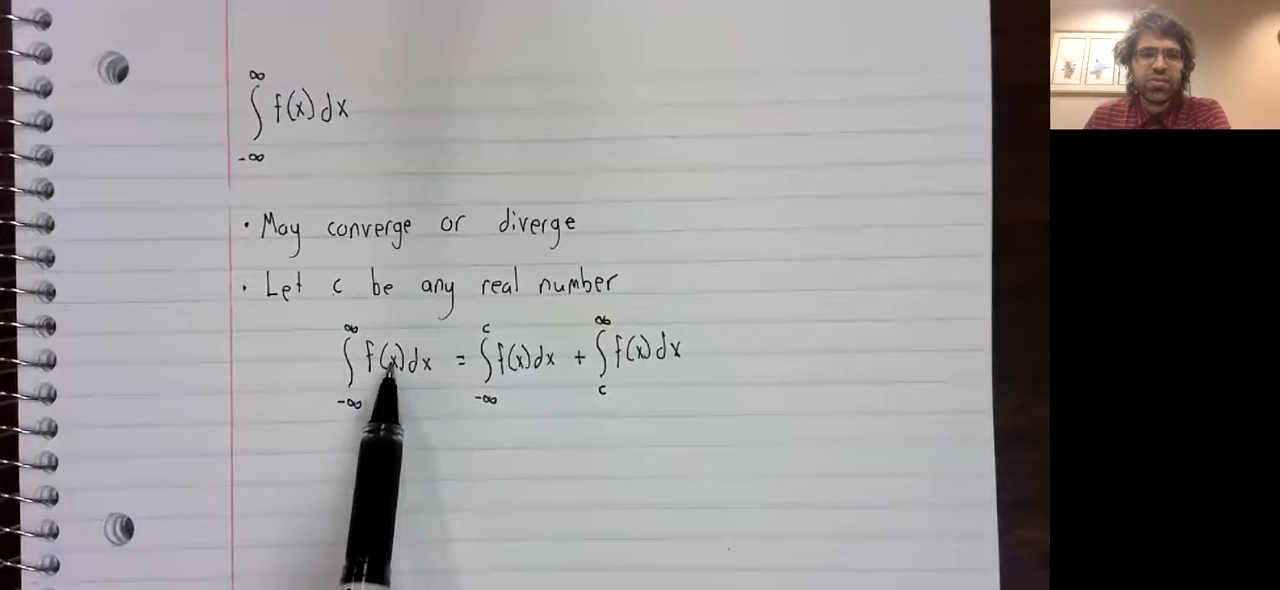 ∞
∫ f(x) dx
-∞
· May converge or diverge
· Let c be any real number
∞ c ∞
∫ f(x) dx = ∫ f(x) dx + ∫ f(x) dx
-∞ -∞ c